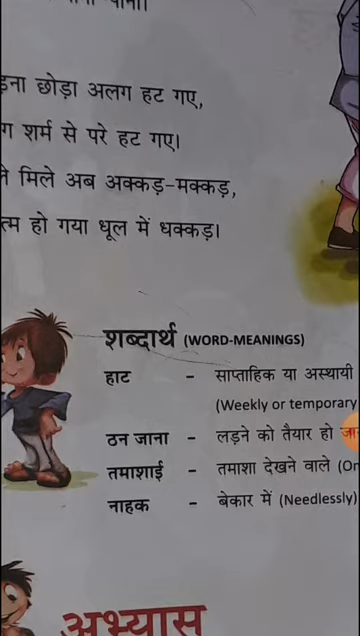 छोड़ा अलग हट गए,
शर्म से परे हट गए।
मिले अब अक्कड़-मक्कड़,
हो गया धूल में धक्कड़।
शब्दार्थ (WORD-MEANINGS)
हाट - साप्ताहिक या अस्थायी
(Weekly or temporary
ठन जाना - लड़ने को तैयार हो
तमाशाई - तमाशा देखने वाले
नाहक - बेकार में (Needlessly)
अभ्यास